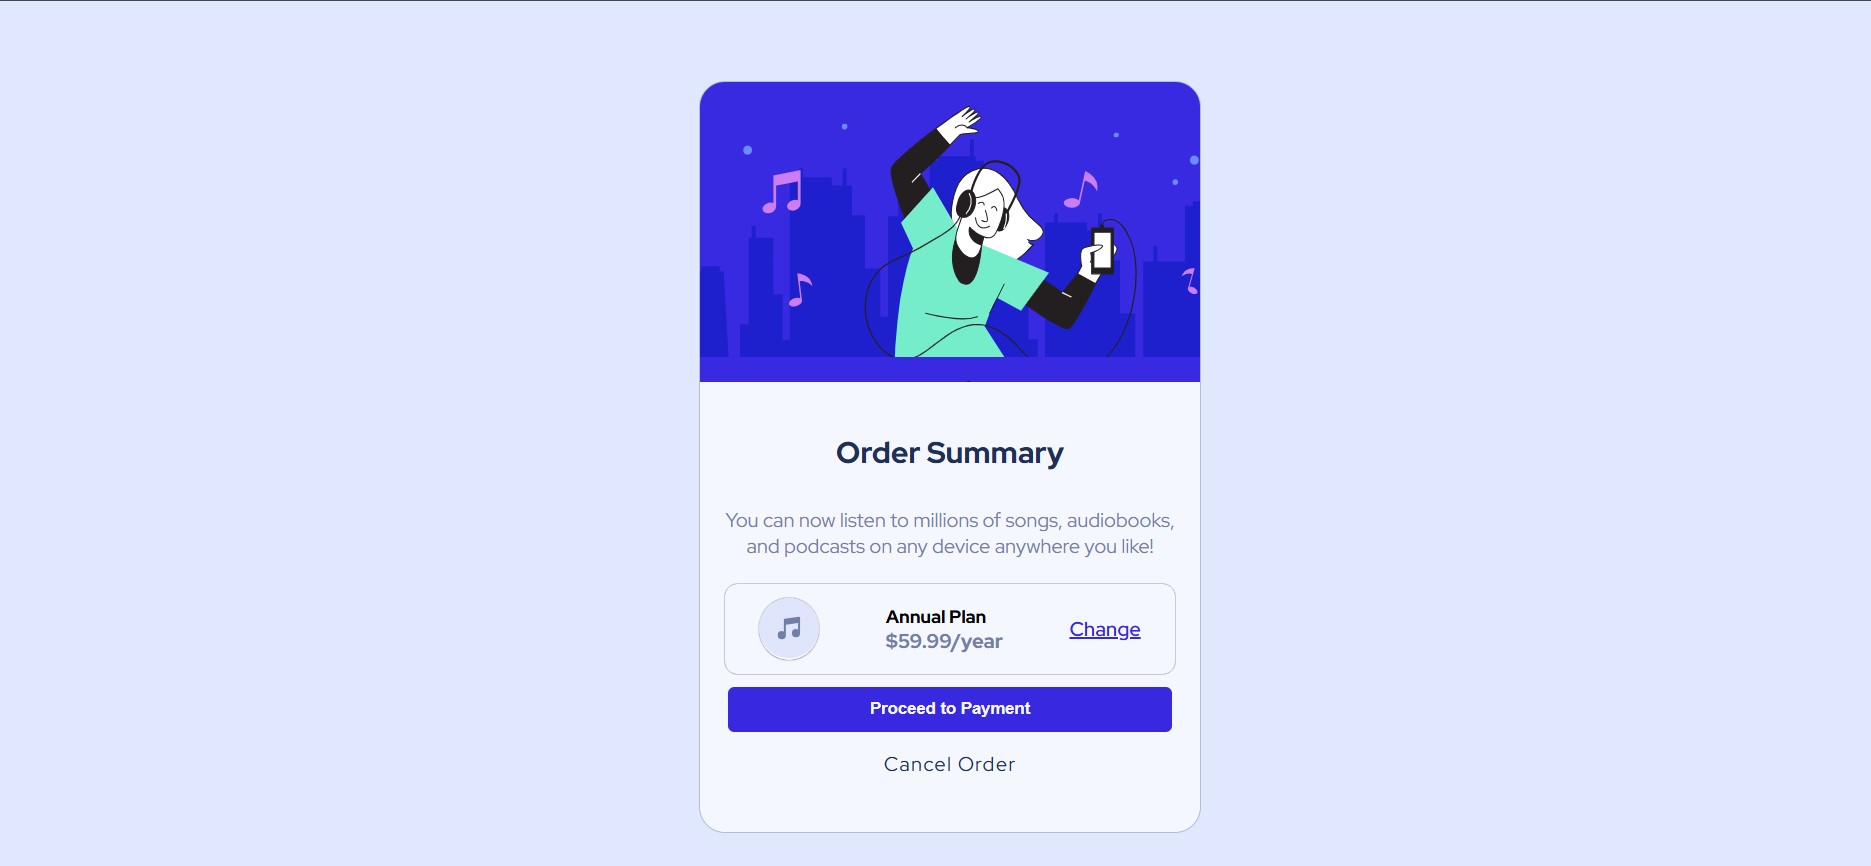 Order Summary
You can now listen to millions of songs, audiobooks,
and podcasts on any device anywhere you like!
Annual Plan
$59.99/year
Change
Proceed to Payment
Cancel Order